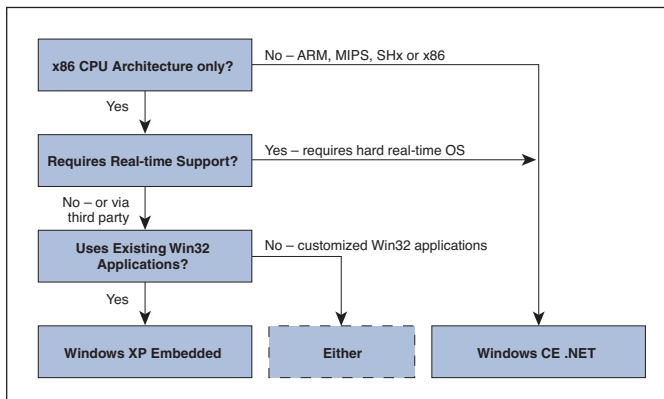 x86 CPU Architecture only?
No – ARM, MIPS, SHx or x86
Yes
Requires Real-time Support?
Yes – requires hard real-time OS
No – or via
third party
Uses Existing Win32
Applications?
No – customized Win32 applications
Yes
Windows XP Embedded
Either
Windows CE .NET